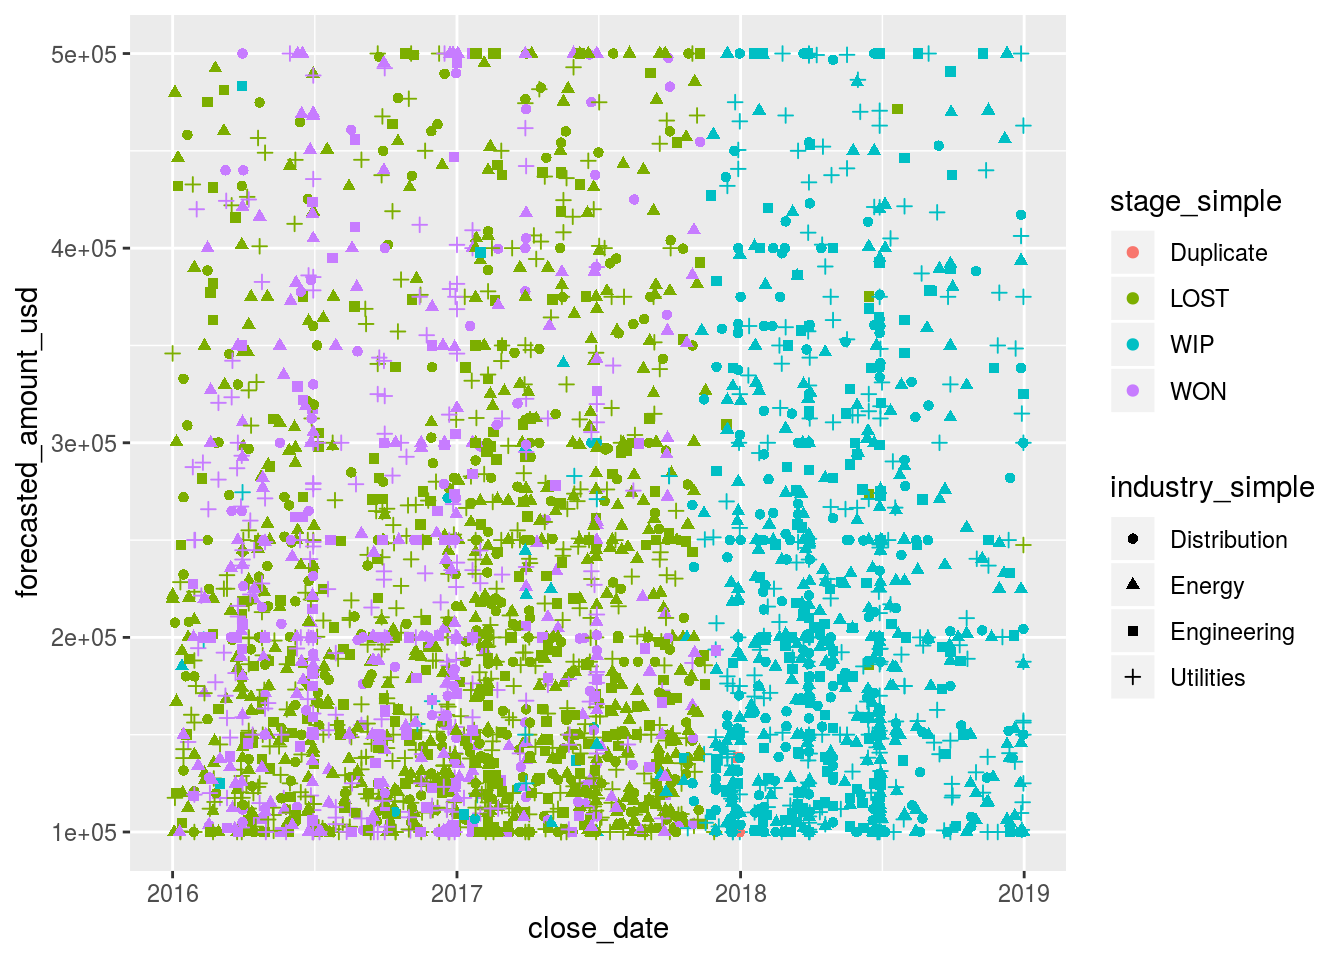 5e+05
4e+05
3e+05
2e+05
1e+05
forecasted_amount_usd
2016 2017 2018 2019
close_date
stage_simple
Duplicate
LOST
WIP
WON
industry_simple
Distribution
Energy
Engineering
Utilities